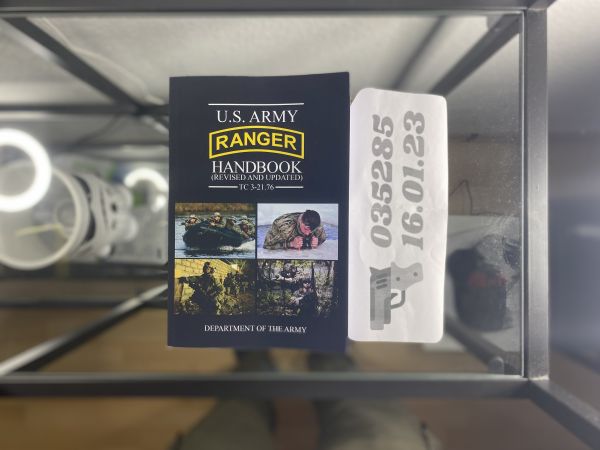 U.S. ARMY
RANGER
HANDBOOK
(REVISED AND UPDATED)
TC 3-21.76
DEPARTMENT OF THE ARMY
035285
16.01.23